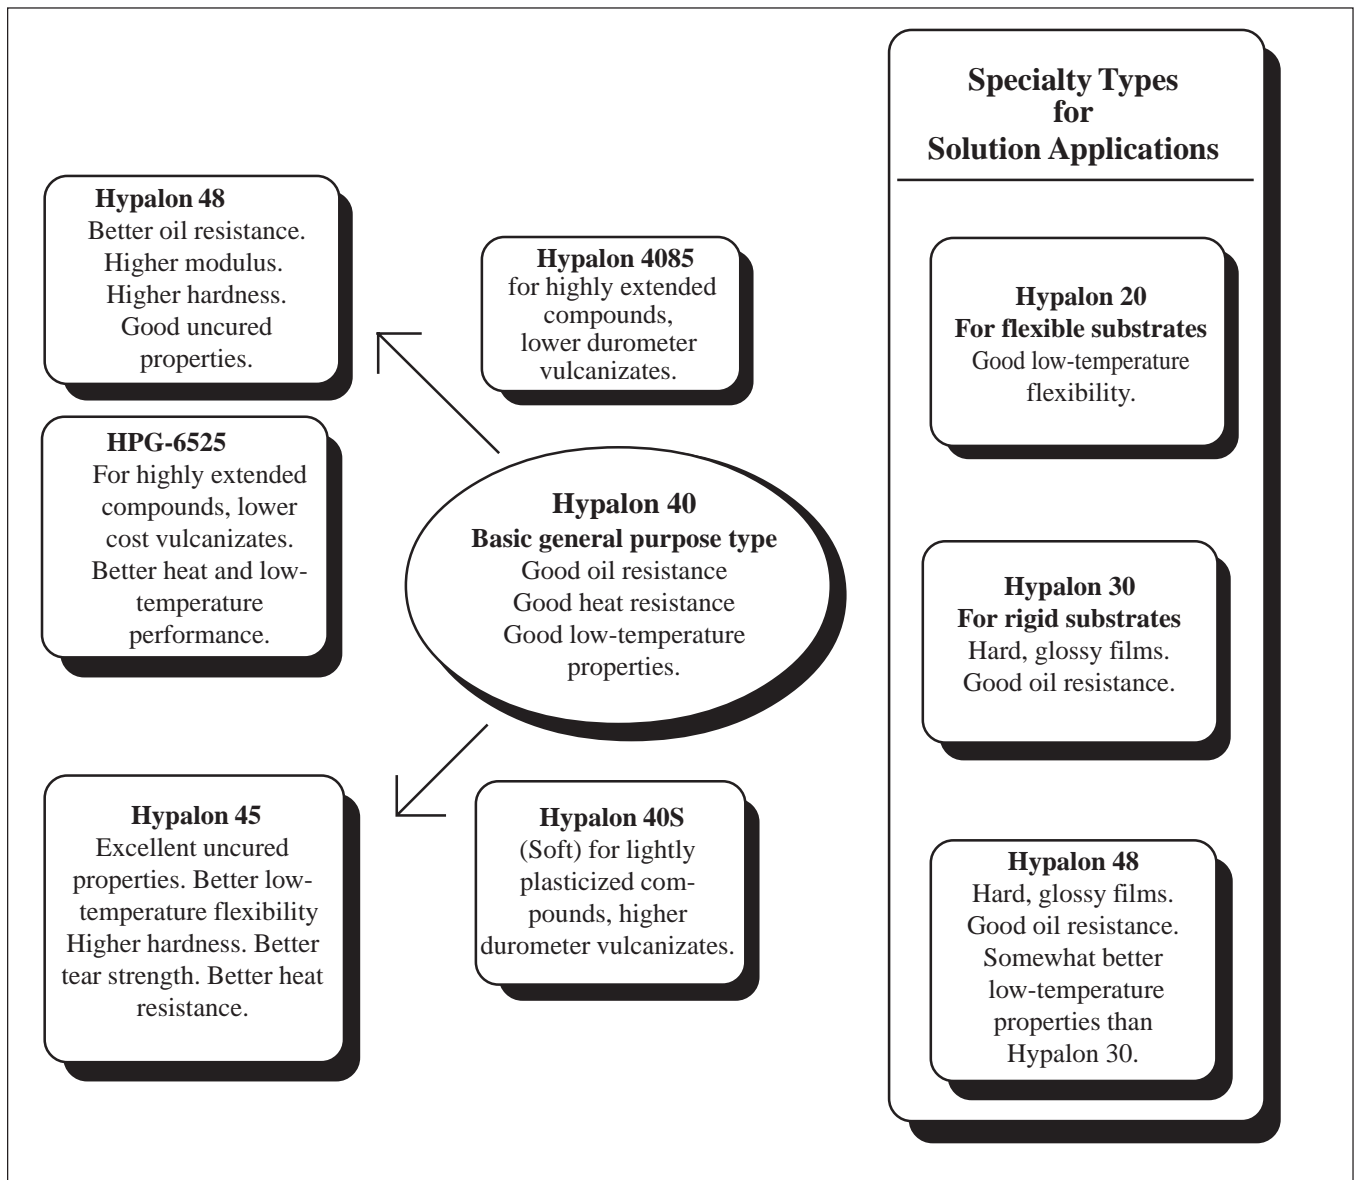 Specialty Types
for
Solution Applications
Hypalon 48
Better oil resistance.
Higher modulus.
Higher hardness.
Good uncured
properties.
Hypalon 4085
for highly extended
compounds,
lower durometer
vulcanizates.
Hypalon 20
For flexible substrates
Good low-temperature
flexibility.
HPG-6525
For highly extended
compounds, lower
cost vulcanizates.
Better heat and low-
temperature
performance.
Hypalon 40
Basic general purpose type
Good oil resistance
Good heat resistance
Good low-temperature
properties.
Hypalon 30
For rigid substrates
Hard, glossy films.
Good oil resistance.
Hypalon 45
Excellent uncured
properties. Better low-
temperature flexibility
Higher hardness. Better
tear strength. Better heat
resistance.
Hypalon 40S
(Soft) for lightly
plasticized com-
pounds, higher
durometer vulcanizates.
Hypalon 48
Hard, glossy films.
Good oil resistance.
Somewhat better
low-temperature
properties than
Hypalon 30.